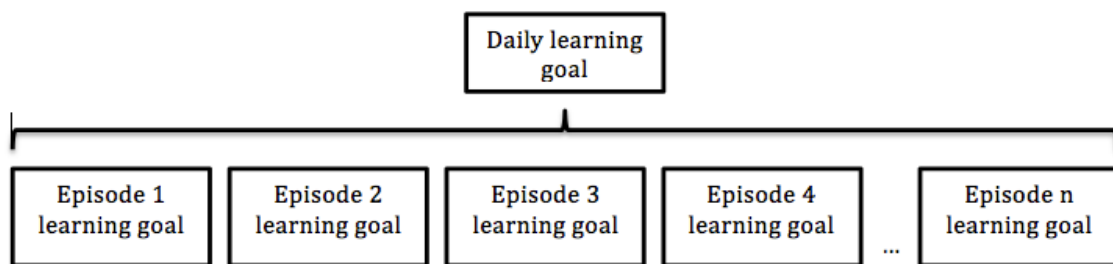 Daily learning
goal
Episode 1
learning goal
Episode 2
learning goal
Episode 3
learning goal
Episode 4
learning goal
...
Episode n
learning goal